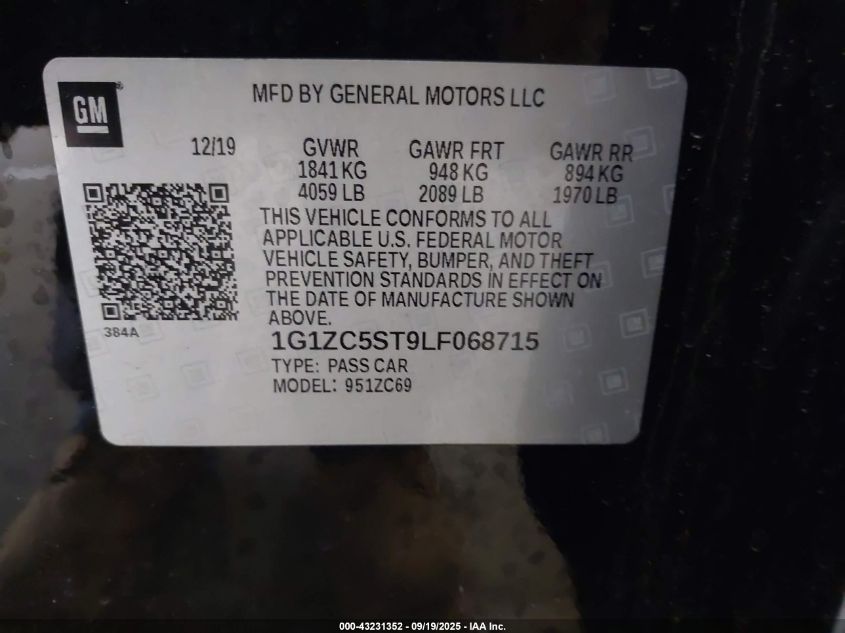 GM
MFD BY GENERAL MOTORS LLC
12/19 GVWR GAWR FRT GAWR RR
1841 KG 948 KG 894 KG
4059 LB 2089 LB 1970 LB
THIS VEHICLE CONFORMS TO ALL
APPLICABLE U.S. FEDERAL MOTOR
VEHICLE SAFETY, BUMPER, AND THEFT
PREVENTION STANDARDS IN EFFECT ON
THE DATE OF MANUFACTURE SHOWN
ABOVE.
384A
1G1ZC5ST9LF068715
TYPE: PASS CAR
MODEL: 951ZC69
000-43231352 | 09/19/2025 - IAA Inc.